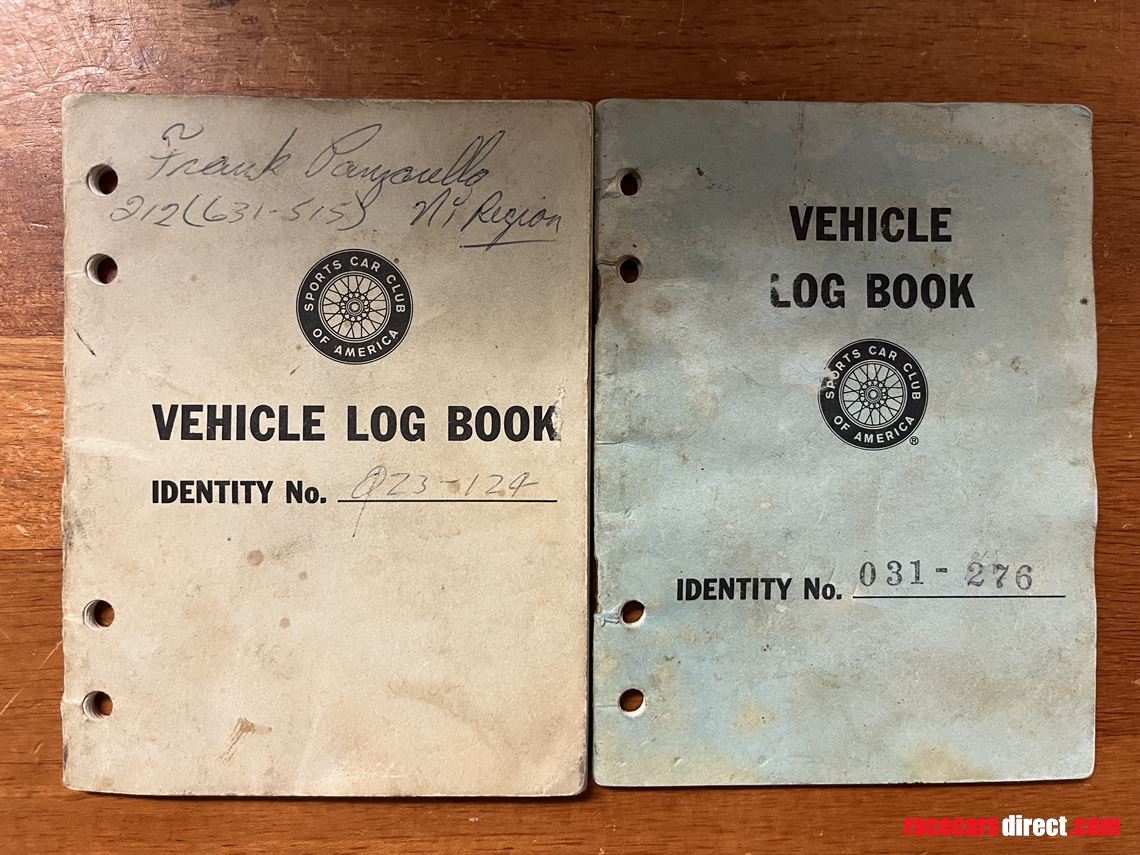 Frank Panzarella
212(631-515) NY Region
SPORTS CAR CLUB
OF AMERICA ®
VEHICLE LOG BOOK
IDENTITY No. 023-124
VEHICLE
LOG BOOK
SPORTS CAR CLUB
OF AMERICA ®
IDENTITY No. 031-276
racecarsdirect.com